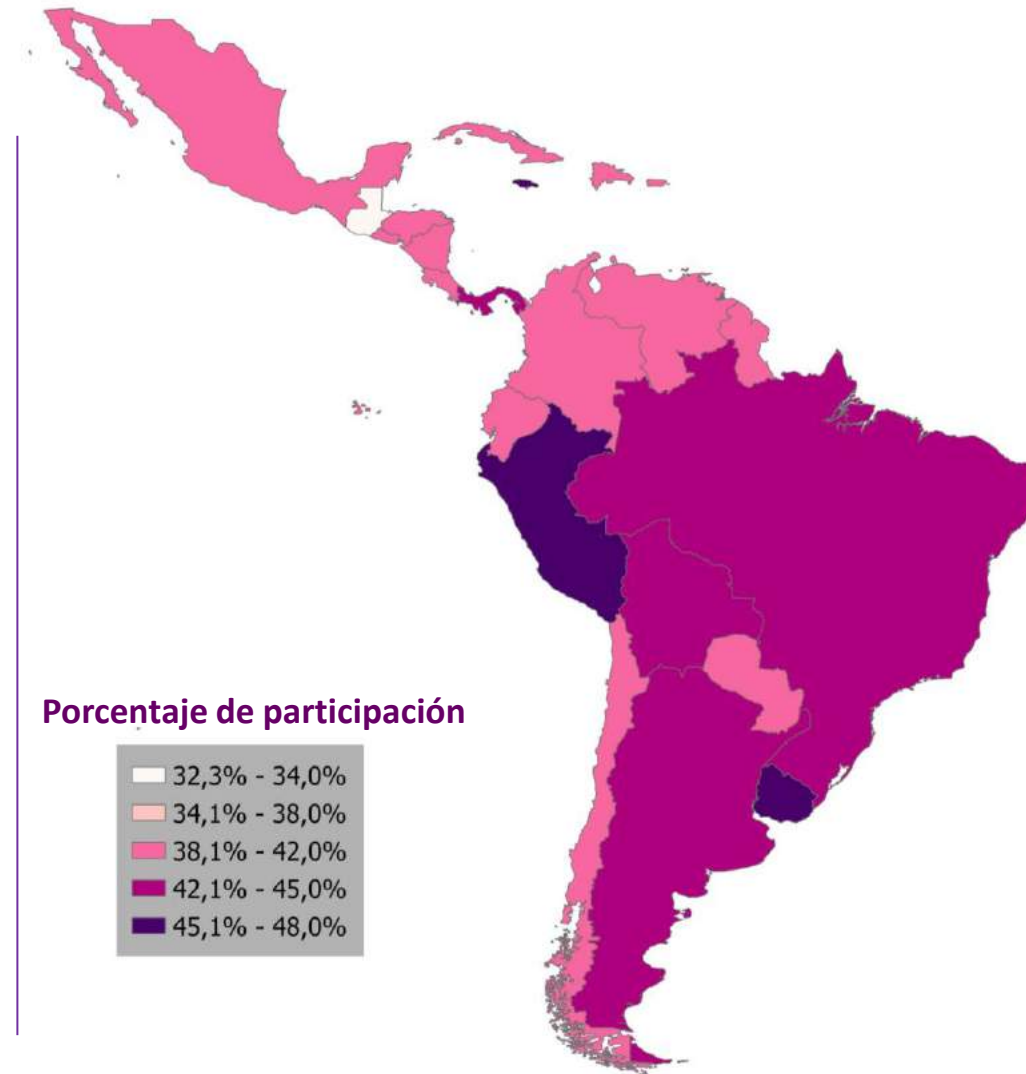 Porcentaje de participación
32,3% - 34,0%
34,1% - 38,0%
38,1% - 42,0%
42,1% - 45,0%
45,1% - 48,0%